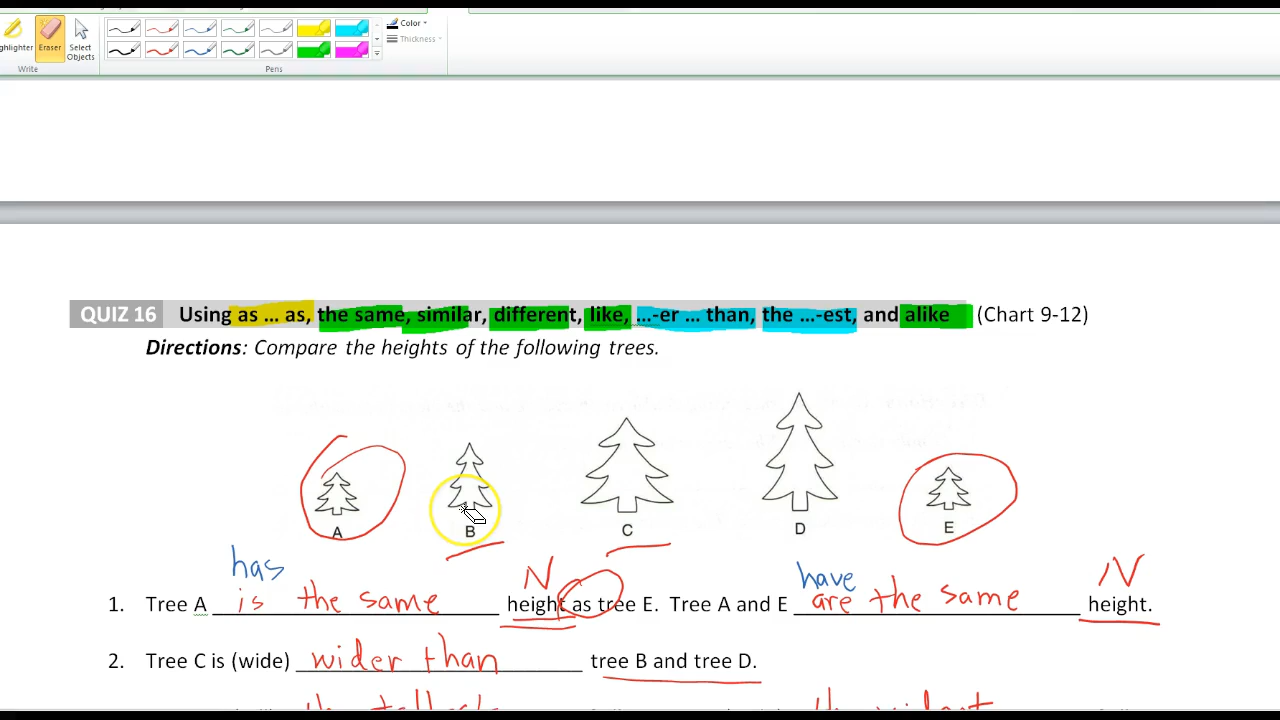 Color
ghlighter Eraser Select Objects
Thickness
Write Pens
QUIZ 16 Using as ... as, the same, similar, different, like, ...-er ... than, the ...-est, and alike (Chart 9-12)
Directions: Compare the heights of the following trees.
A B C D E
has N have N
1. Tree A is the same height as tree E. Tree A and E are the same height.
2. Tree C is (wide) wider than tree B and tree D.